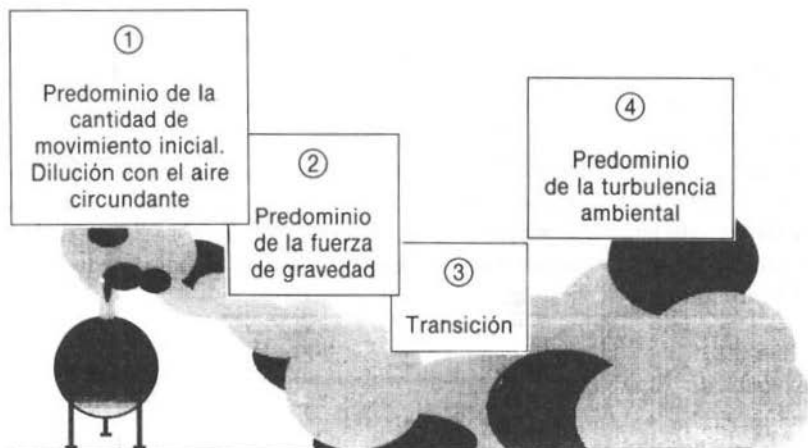 ①
Predominio de la
cantidad de
movimiento inicial.
Dilución con el aire
circundante
②
Predominio
de la fuerza
de gravedad
③
Transición
④
Predominio
de la turbulencia
ambiental